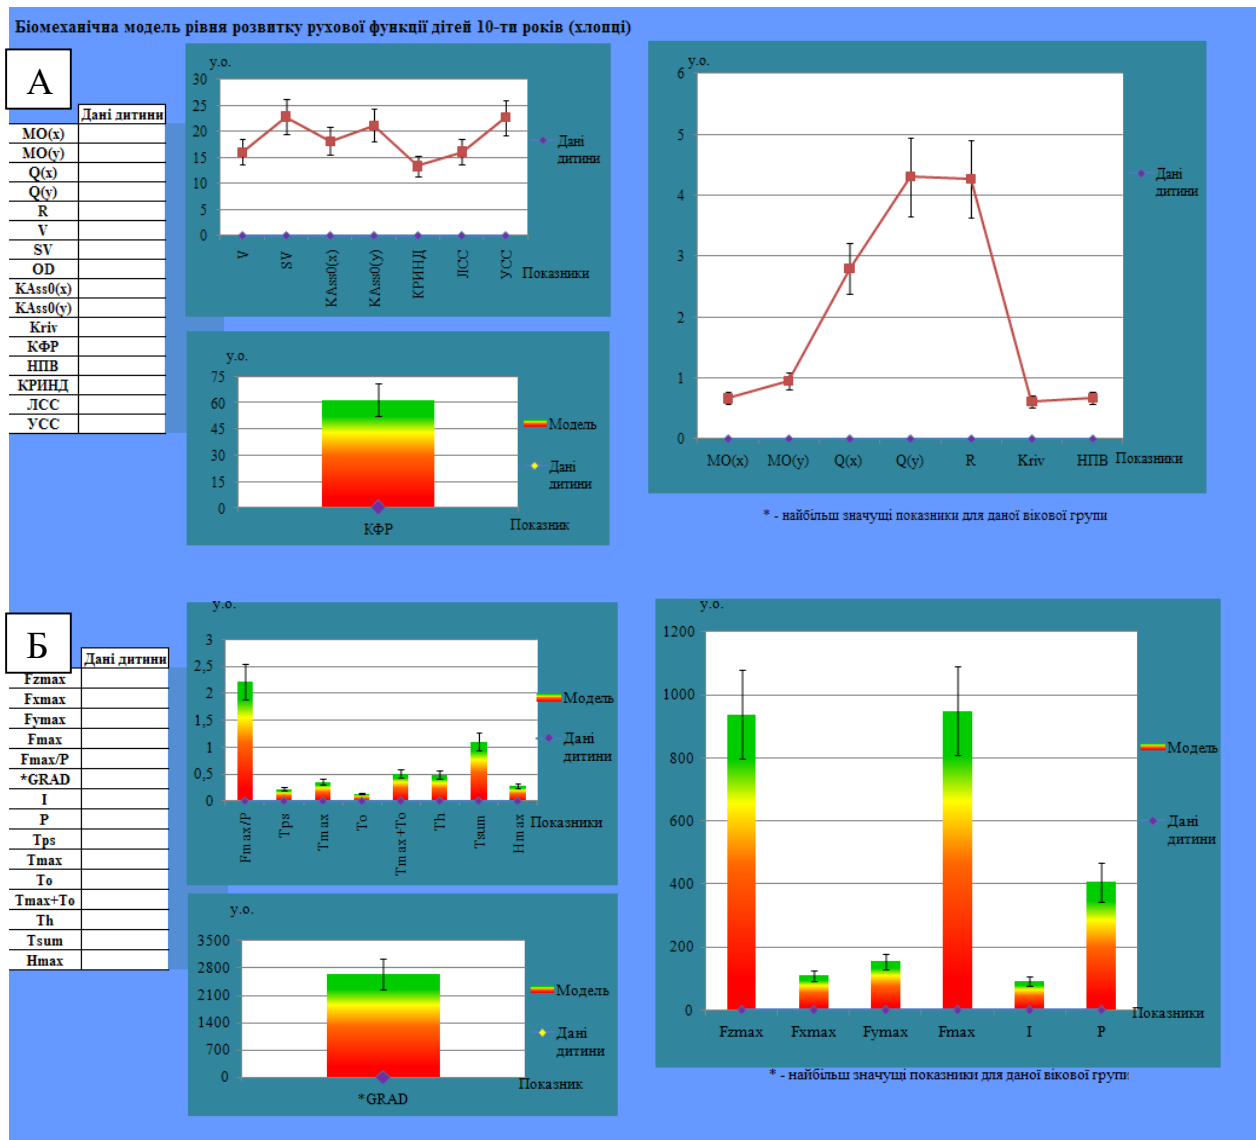 Біомеханічна модель рівня розвитку рухової функції дітей 10-ти років (хлопці)
А
Дані дитини
МО(х)
МО(у)
Q(x)
Q(y)
R
V
SV
OD
KAss0(x)
KAss0(y)
Kriv
КФР
НПВ
КРИНД
ЛСС
УСС
у.о.
30
25
20
15
10
5
0
V
SV
KAss0(x)
KAss0(y)
КРИНД
ЛСС
УСС
Показники
Дані
дитини
у.о.
75
60
45
30
15
0
КФР
Показник
Модель
Дані
дитини
у.о.
6
5
4
3
2
1
0
МО(х)
МО(у)
Q(x)
Q(y)
R
Kriv
НПВ
Показники
Дані
дитини
* - найбільш значущі показники для даної вікової групи
Б
Дані дитини
Fzmax
Fxmax
Fymax
Fmax
Fmax/P
*GRAD
I
P
Tps
Tmax
To
Tmax+To
Th
Tsum
Hmax
у.о.
3
2,5
2
1,5
1
0,5
0
Fmax/P
Tps
Tmax
To
Tmax+To
Th
Tsum
Hmax
Показники
Модель
Дані
дитини
у.о.
3500
2800
2100
1400
700
0
*GRAD
Показник
Модель
Дані
дитини
у.о.
1200
1000
800
600
400
200
0
Fzmax
Fxmax
Fymax
Fmax
I
P
Показники
Модель
Дані
дитини
* - найбільш значущі показники для даної вікової групи